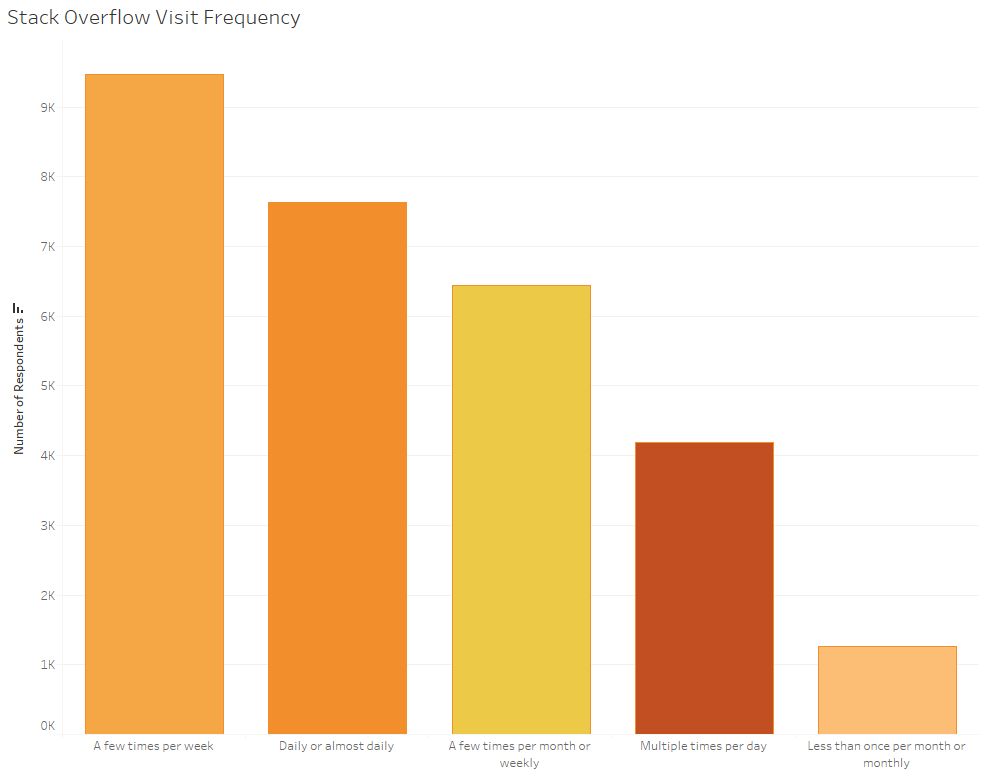 Stack Overflow Visit Frequency
Number of Respondents
9K
8K
7K
6K
5K
4K
3K
2K
1K
0K
A few times per week
Daily or almost daily
A few times per month or
weekly
Multiple times per day
Less than once per month or
monthly